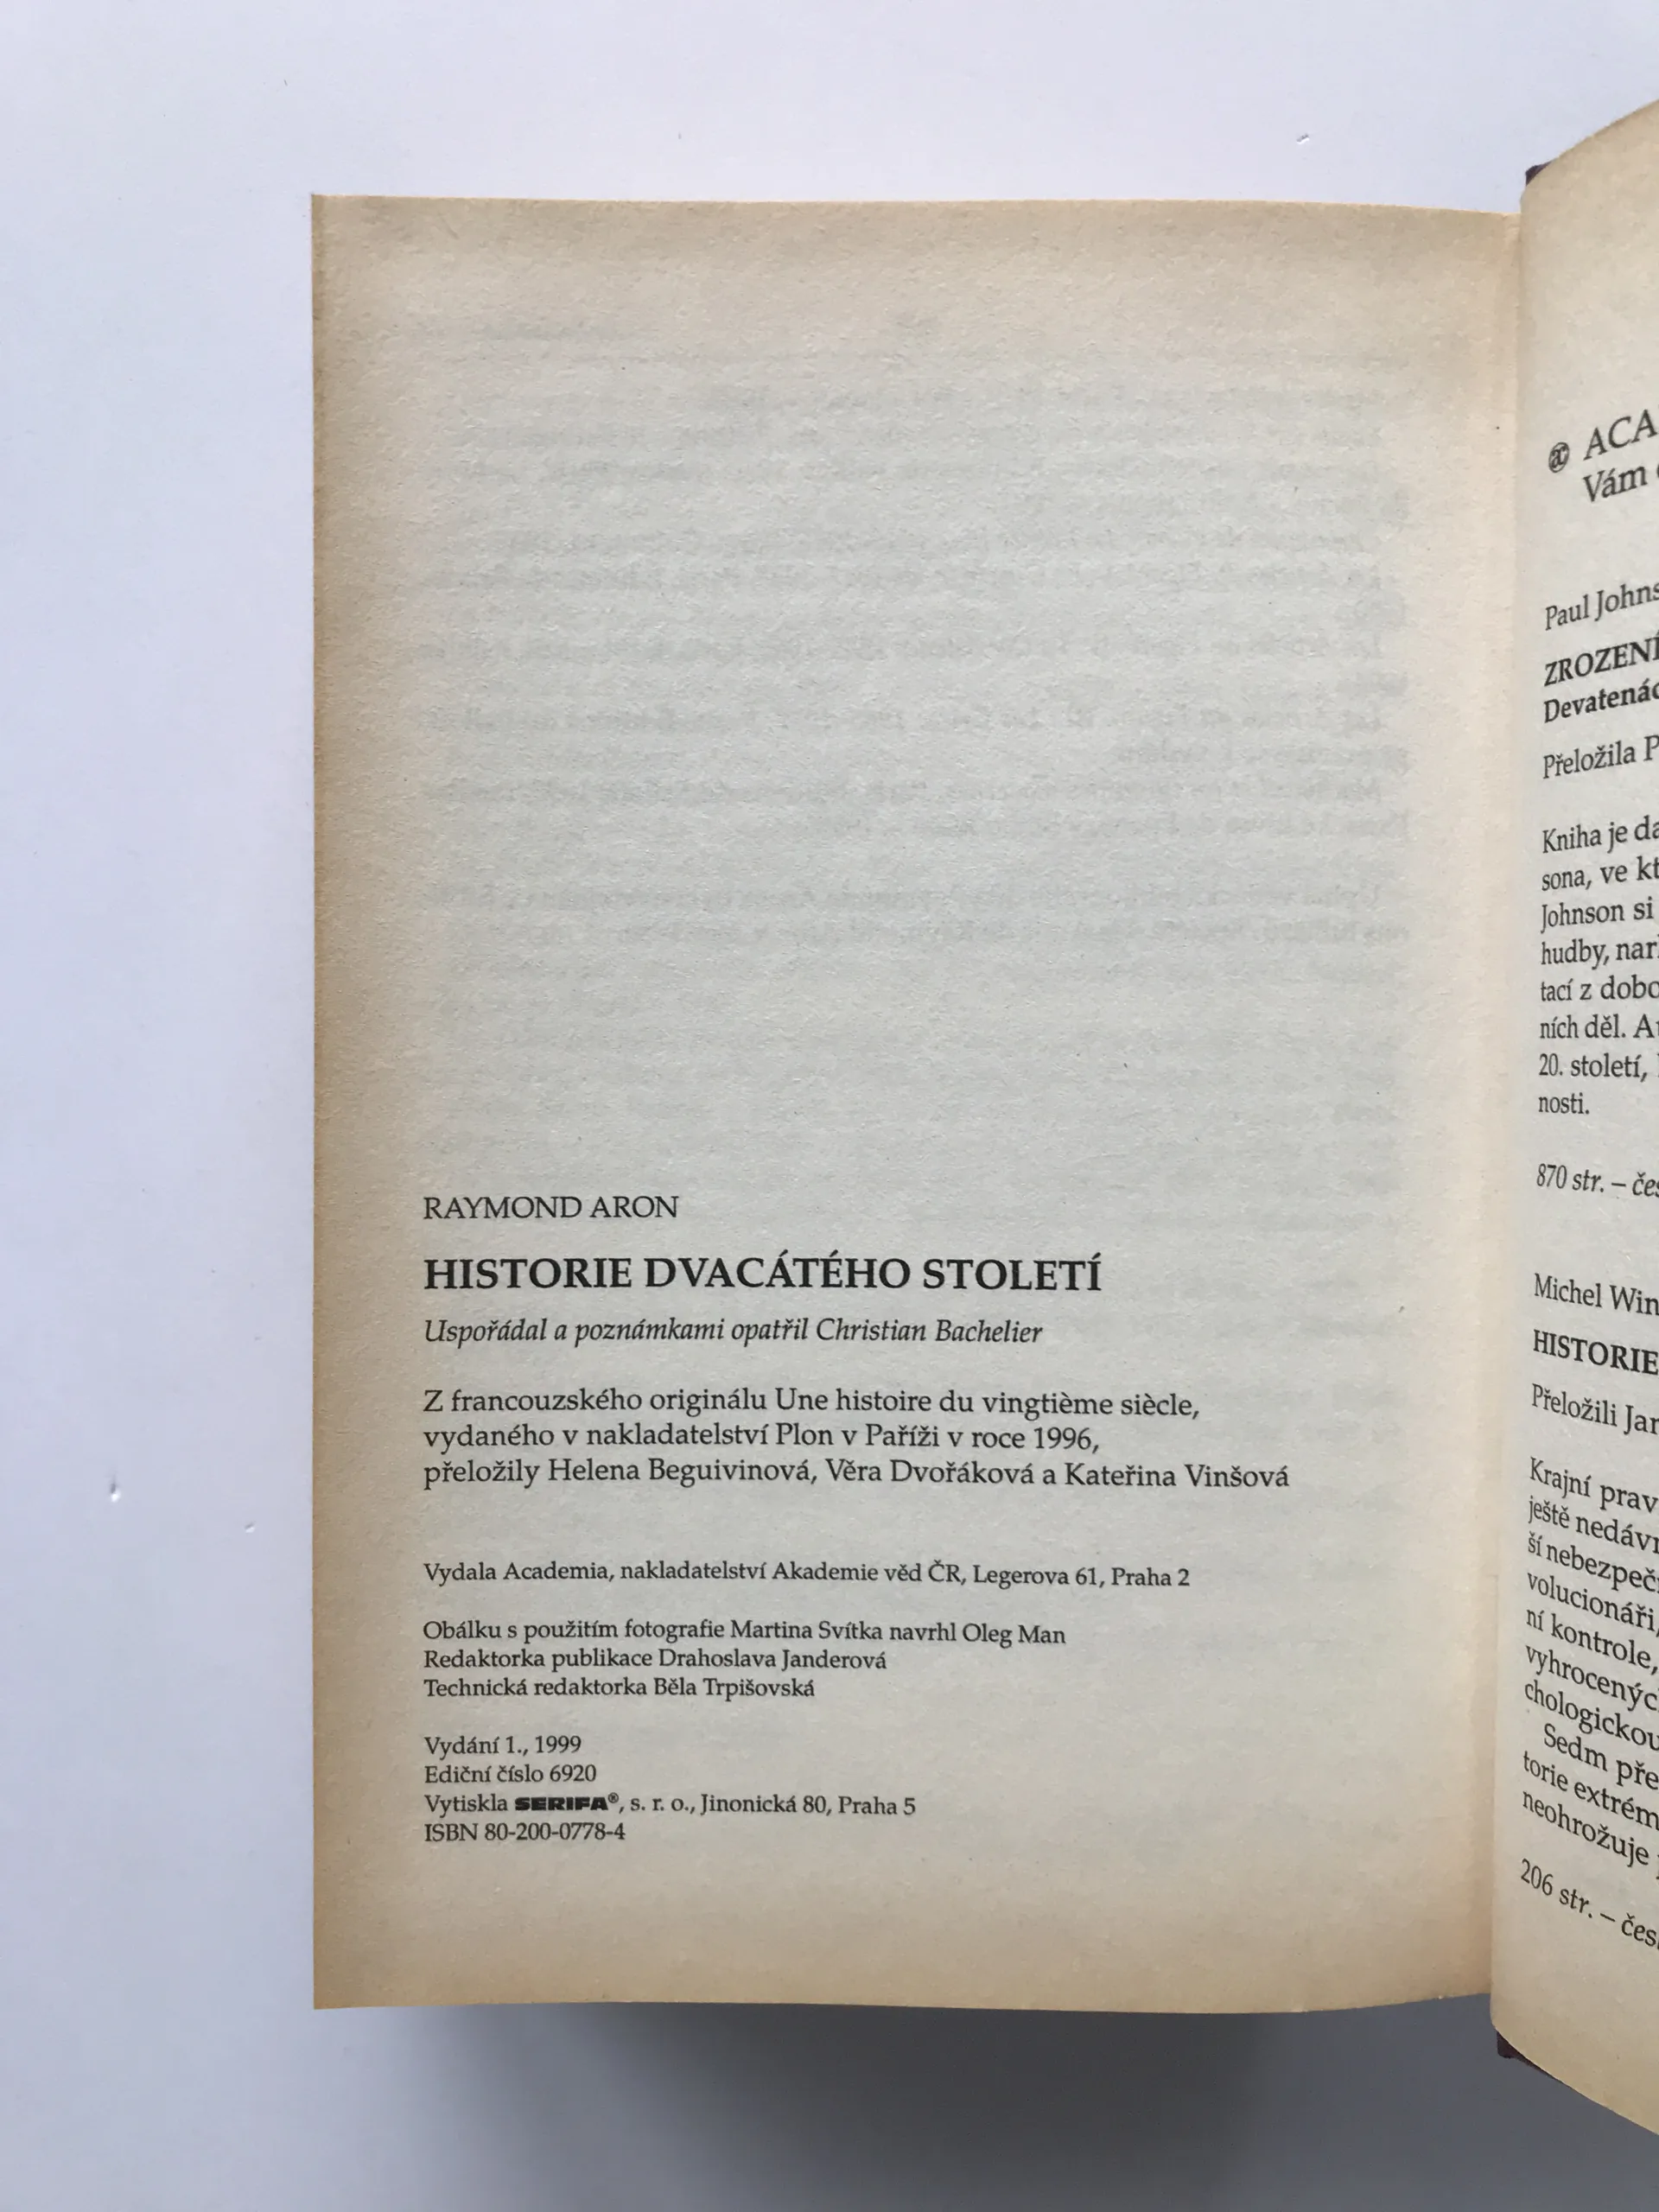 RAYMOND ARON
HISTORIE DVACÁTÉHO STOLETÍ
Uspořádal a poznámkami opatřil Christian Bachelier
Z francouzského originálu Une histoire du vingtième siècle,
vydaného v nakladatelství Plon v Paříži v roce 1996,
přeložily Helena Beguivinová, Věra Dvořáková a Kateřina Vinšová
Vydala Academia, nakladatelství Akademie věd ČR, Legerova 61, Praha 2
Obálku s použitím fotografie Martina Svítka navrhl Oleg Man
Redaktorka publikace Drahoslava Janderová
Technická redaktorka Běla Trpišovská
Vydání 1., 1999
Ediční číslo 6920
Vytiskla SERIFA®, s. r. o., Jinonická 80, Praha 5
ISBN 80-200-0778-4
ACA
Vám
Paul Johns
ZROZENÍ
Devatenác
Přeložila P
Kniha je da
sona, ve kt
Johnson si
hudby, nar
tací z dobo
ních děl. Au
20. století,
nosti.
870 str. – čes
Michel Win
HISTORIE
Přeložili Jar
Krajní prav
ještě nedávn
ší nebezpečí
volucionáři,
ní kontrole,
vyhrocenýc
chologickou
Sedm pře
torie extrém
neohrožuje
206 str. – čes